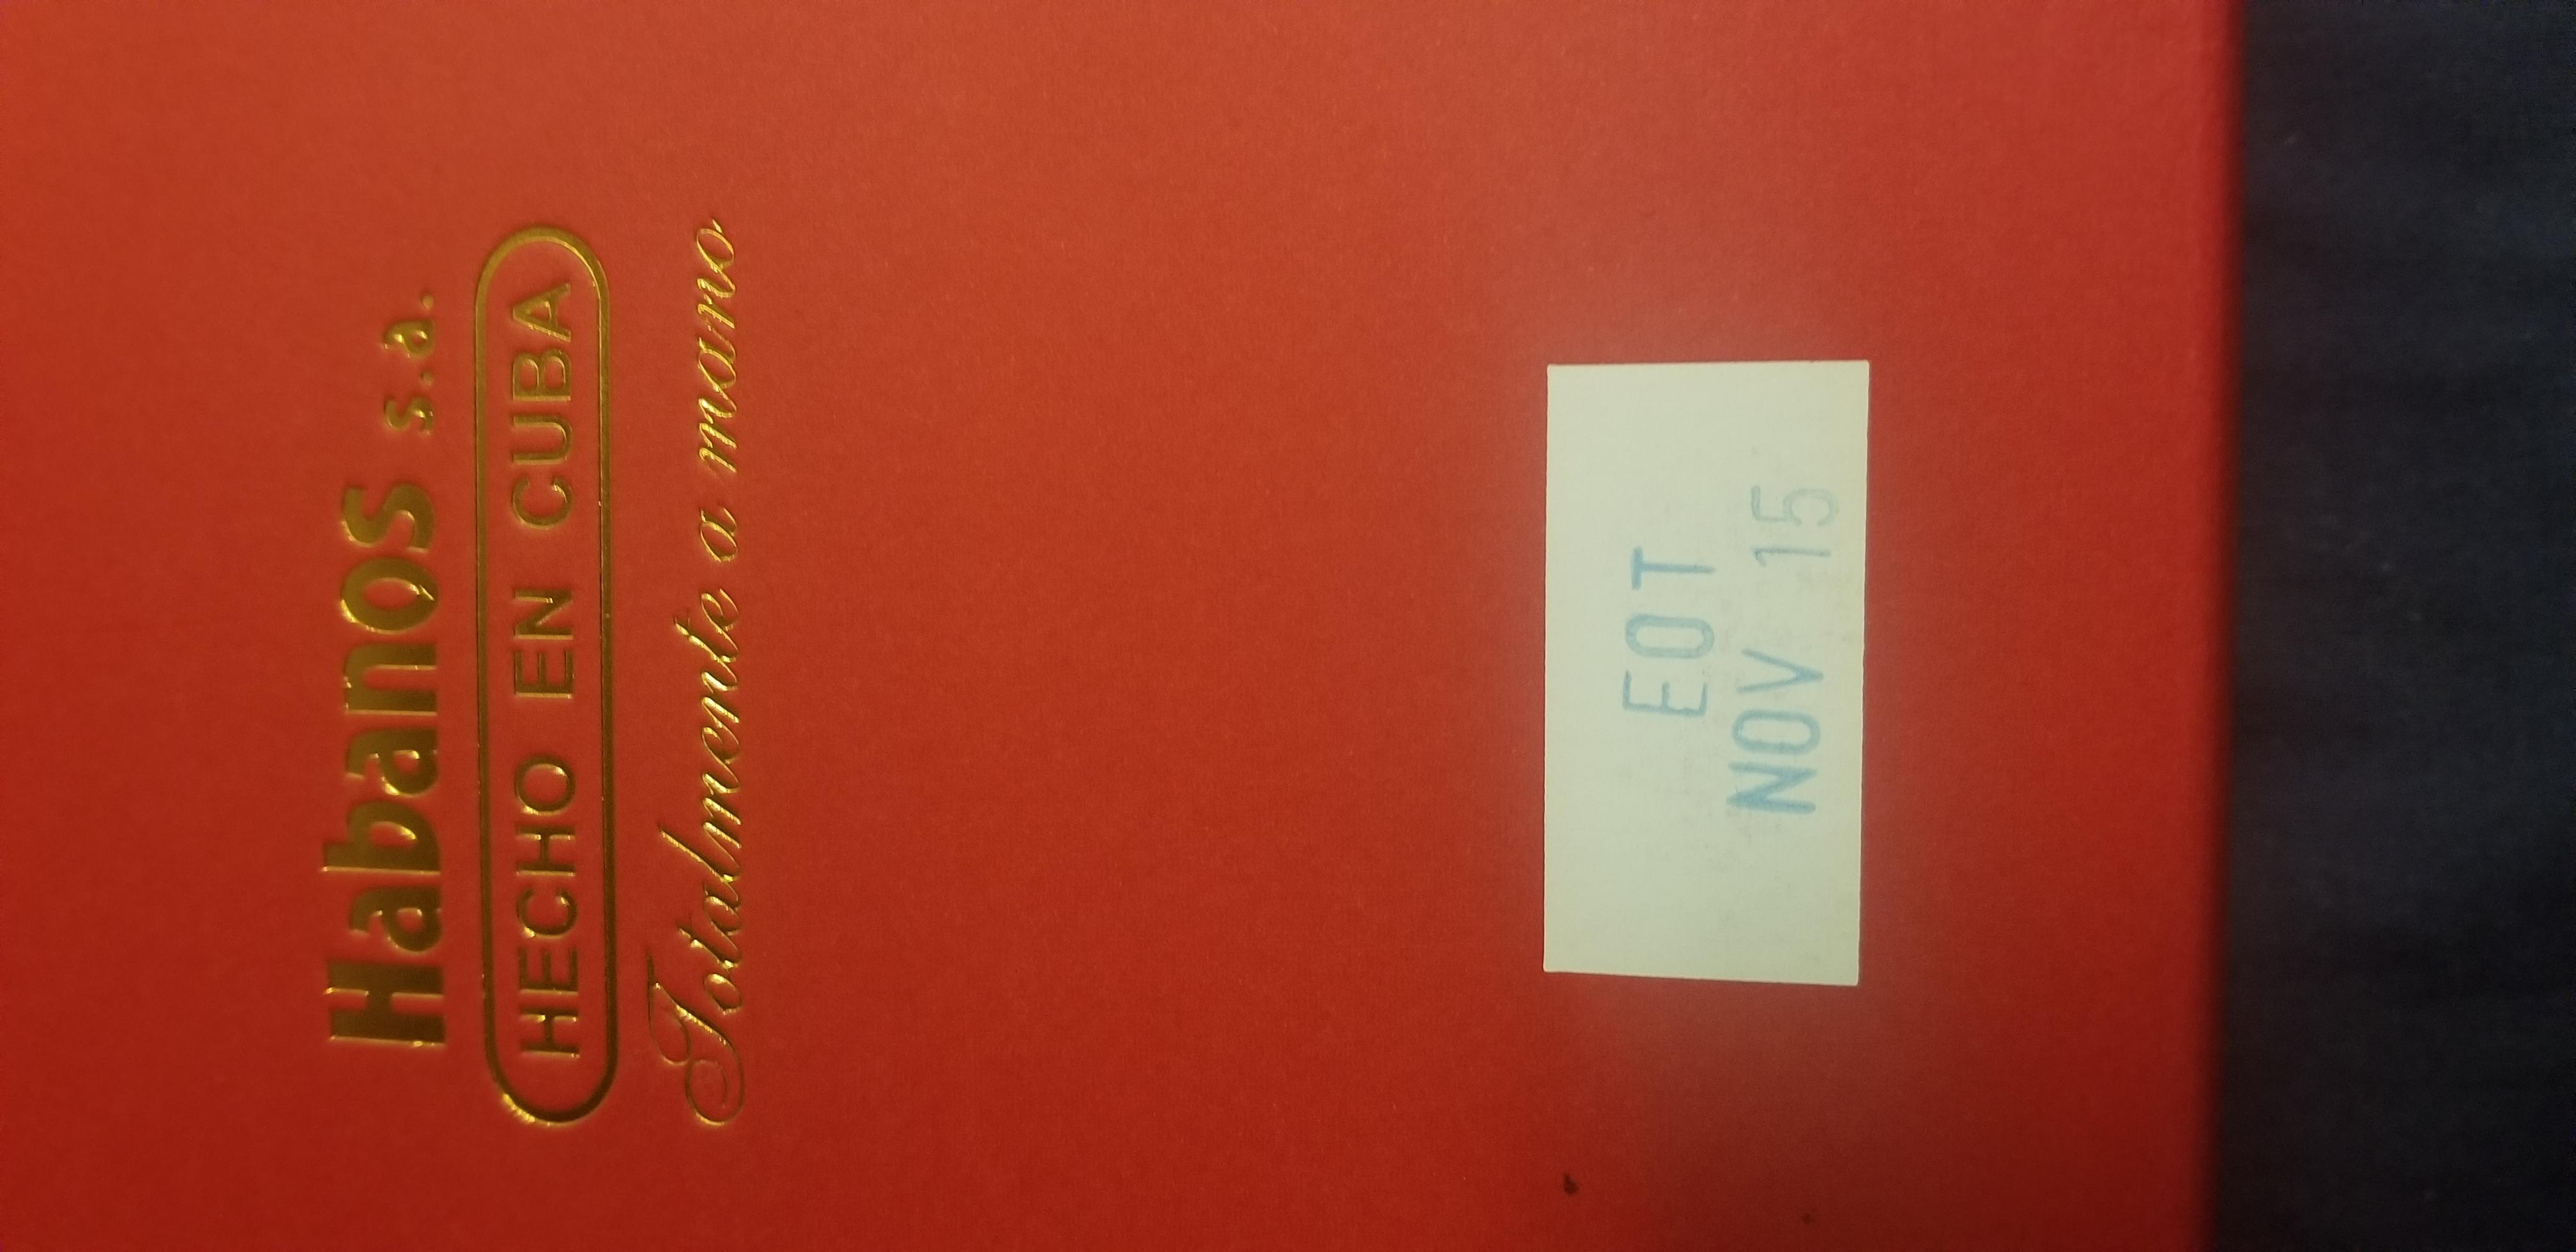 Habanos s.a.
HECHO EN CUBA
Totalmente a mano
EOT
NOV 15